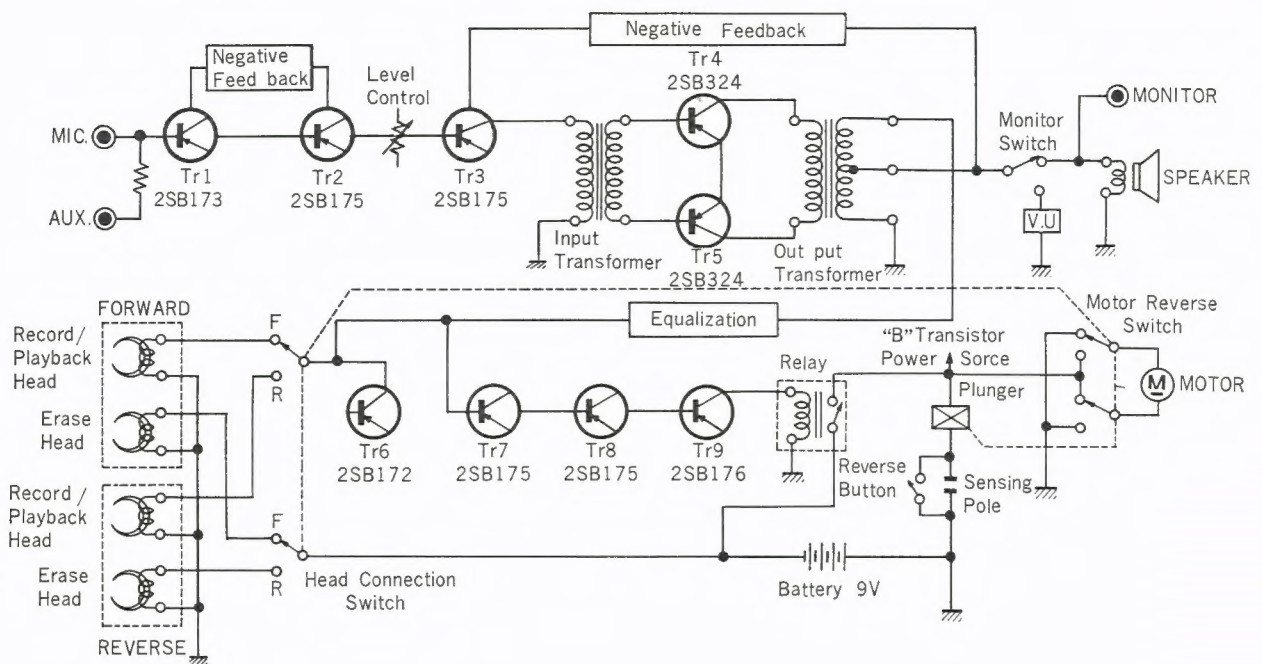 Negative Feedback
Negative
Feed back
Level
Control
Tr4
2SB324
MIC.
AUX.
Tr1
2SB173
Tr2
2SB175
Tr3
2SB175
Input
Transformer
Tr5
2SB324
Out put
Transformer
Monitor
Switch
MONITOR
SPEAKER
V.U
FORWARD
Record/
Playback
Head
Erase
Head
F
R
Equalization
Motor Reverse
Switch
"B" Transistor
Power Sorce
Relay
Plunger
M
MOTOR
Tr6
2SB172
Tr7
2SB175
Tr8
2SB175
Tr9
2SB176
Reverse
Button
Sensing
Pole
Record/
Playback
Head
Erase
Head
REVERSE
F
R
Head Connection
Switch
Battery 9V